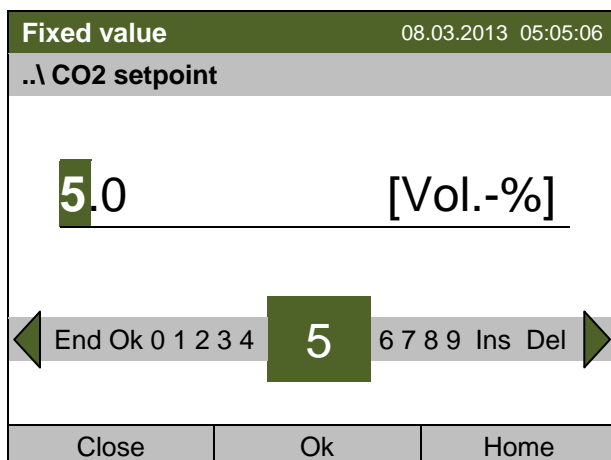 Fixed value 08.03.2013 05:05:06
..\ CO2 setpoint
5.0 [Vol.-%]
End Ok 0 1 2 3 4 5 6 7 8 9 Ins Del
Close Ok Home